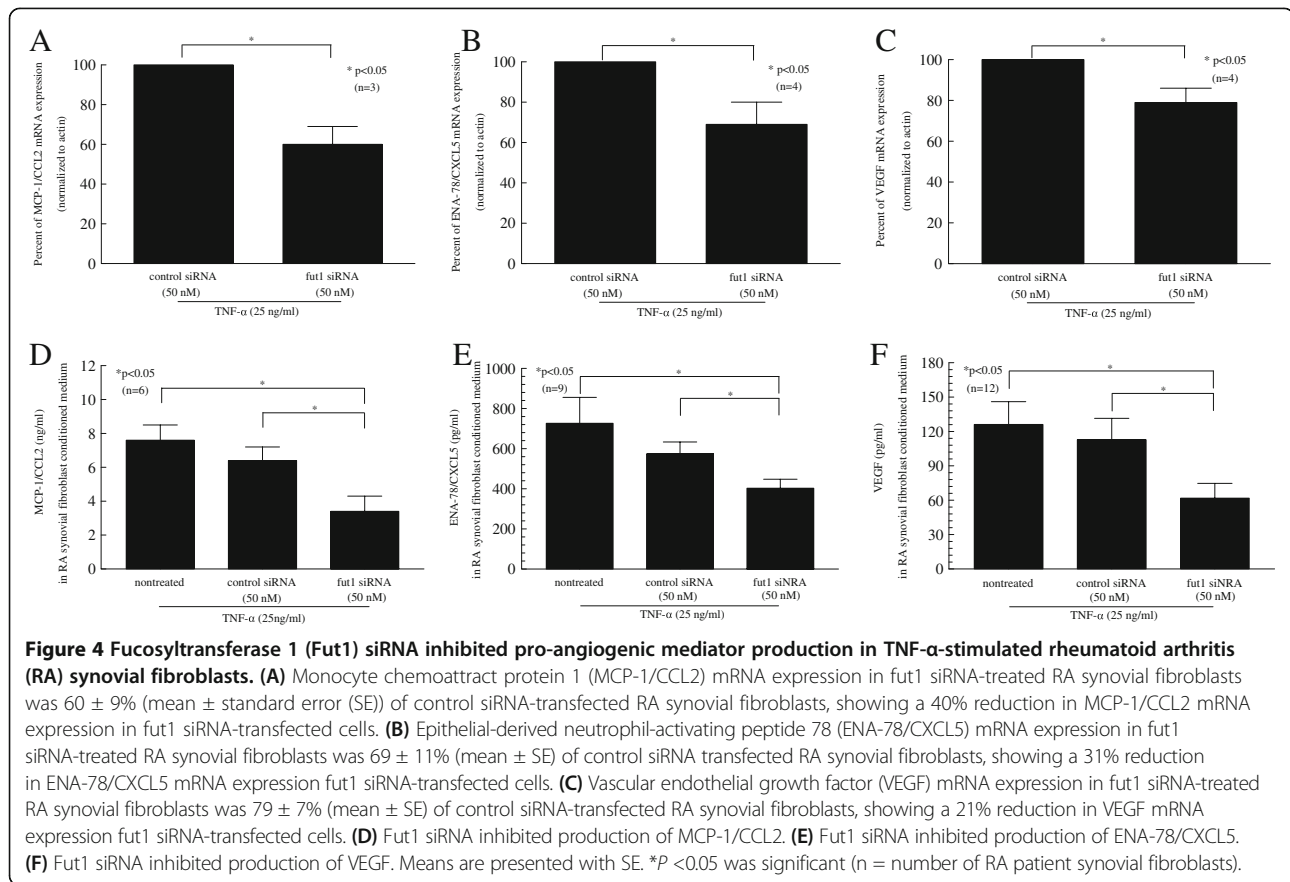 A
Percent of MCP-1/CCL2 mRNA expression
(normalized to actin)
100
80
60
40
20
0
*
* p<0.05
(n=3)
control siRNA
(50 nM)
fut1 siRNA
(50 nM)
TNF-α (25 ng/ml)
B
Percent of ENA-78/CXCL5 mRNA expression
(normalized to actin)
100
80
60
40
20
0
*
* p<0.05
(n=4)
control siRNA
(50 nM)
fut1 siRNA
(50 nM)
TNF-α (25 ng/ml)
C
Percent of VEGF mRNA expression
(normalized to actin)
100
80
60
40
20
0
*
* p<0.05
(n=4)
control siRNA
(50 nM)
fut1 siRNA
(50 nM)
TNF-α (25 ng/ml)
D
MCP-1/CCL2 (ng/ml)
in RA synovial fibroblast conditioned medium
12
10
8
6
4
2
0
*p<0.05
(n=6)
*
*
nontreated
control siRNA
(50 nM)
fut1 siRNA
(50 nM)
TNF-α (25ng/ml)
E
ENA-78/CXCL5 (pg/ml)
in RA synovial fibroblast conditioned medium
1000
800
600
400
200
0
*p<0.05
(n=9)
*
*
nontreated
control siRNA
(50 nM)
fut1 siNRA
(50 nM)
TNF-α (25 ng/ml)
F
VEGF (pg/ml)
in RA synovial fibroblast conditioned medium
180
150
120
90
60
30
0
*p<0.05
(n=12)
*
*
nontreated
control siRNA
(50 nM)
fut1 siNRA
(50 nM)
TNF-α (25 ng/ml)
Figure 4 Fucosyltransferase 1 (Fut1) siRNA inhibited pro-angiogenic mediator production in TNF-α-stimulated rheumatoid arthritis
(RA) synovial fibroblasts. (A) Monocyte chemoattract protein 1 (MCP-1/CCL2) mRNA expression in fut1 siRNA-treated RA synovial fibroblasts
was 60 ± 9% (mean ± standard error (SE)) of control siRNA-transfected RA synovial fibroblasts, showing a 40% reduction in MCP-1/CCL2 mRNA
expression in fut1 siRNA-transfected cells. (B) Epithelial-derived neutrophil-activating peptide 78 (ENA-78/CXCL5) mRNA expression in fut1
siRNA-treated RA synovial fibroblasts was 69 ± 11% (mean ± SE) of control siRNA transfected RA synovial fibroblasts, showing a 31% reduction
in ENA-78/CXCL5 mRNA expression fut1 siRNA-transfected cells. (C) Vascular endothelial growth factor (VEGF) mRNA expression in fut1 siRNA-treated
RA synovial fibroblasts was 79 ± 7% (mean ± SE) of control siRNA-transfected RA synovial fibroblasts, showing a 21% reduction in VEGF mRNA
expression fut1 siRNA-transfected cells. (D) Fut1 siRNA inhibited production of MCP-1/CCL2. (E) Fut1 siRNA inhibited production of ENA-78/CXCL5.
(F) Fut1 siRNA inhibited production of VEGF. Means are presented with SE. *P <0.05 was significant (n = number of RA patient synovial fibroblasts).